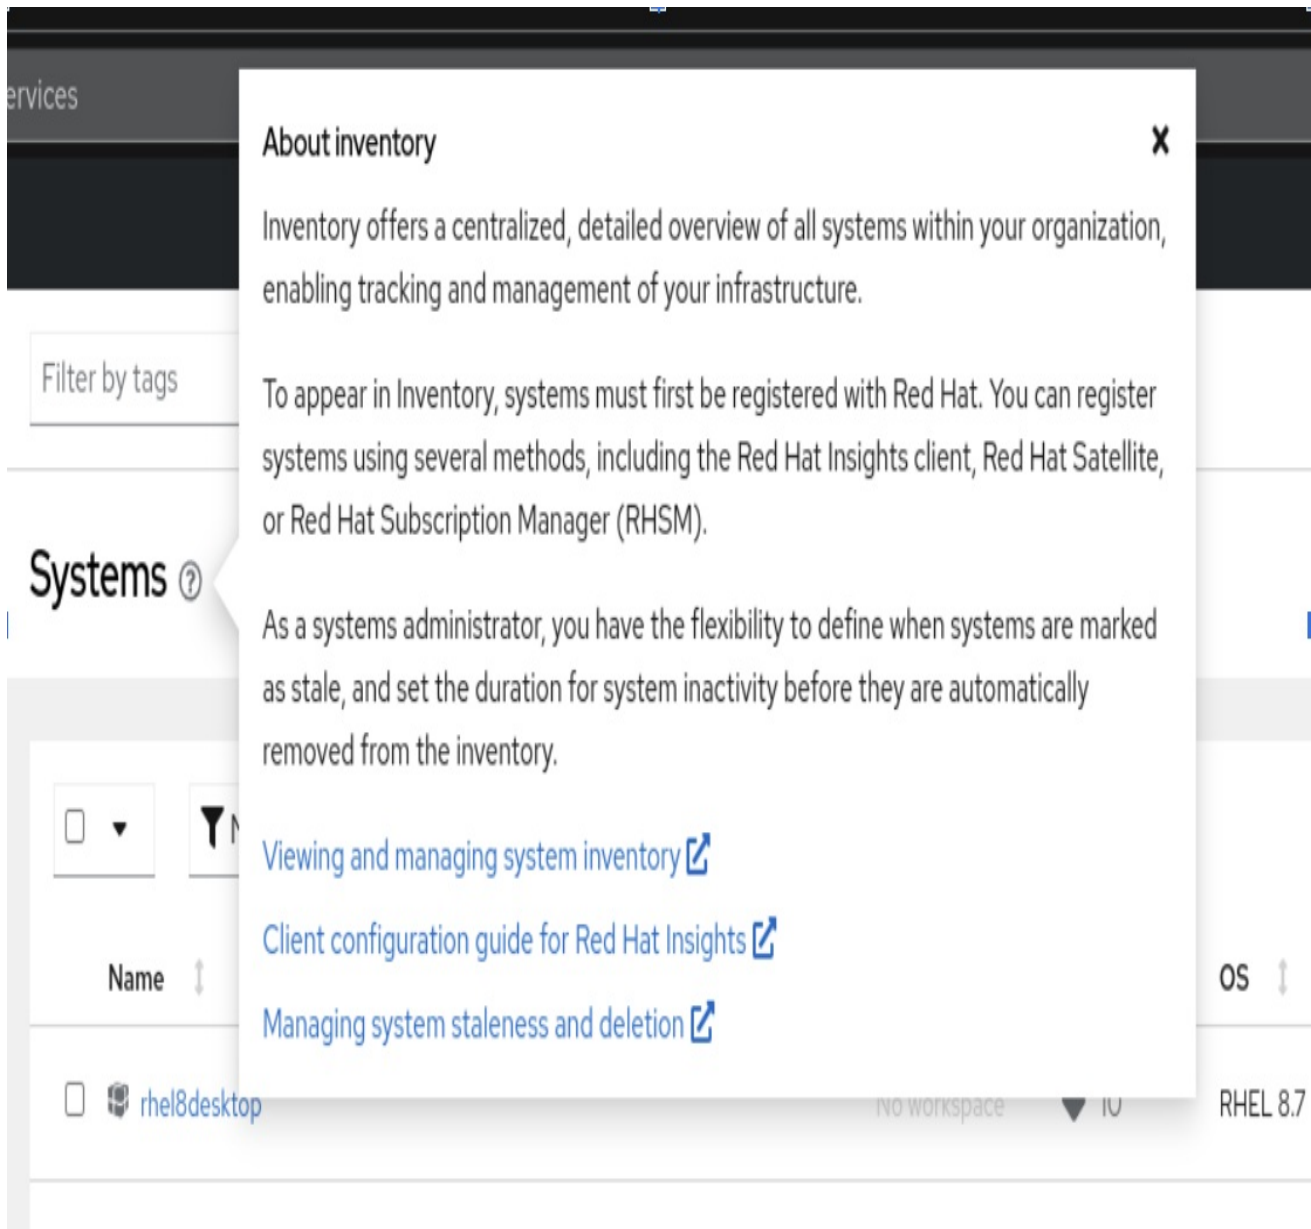 ervices
About inventory
Inventory offers a centralized, detailed overview of all systems within your organization,
enabling tracking and management of your infrastructure.
Filter by tags
To appear in Inventory, systems must first be registered with Red Hat. You can register
systems using several methods, including the Red Hat Insights client, Red Hat Satellite,
or Red Hat Subscription Manager (RHSM).
Systems
As a systems administrator, you have the flexibility to define when systems are marked
as stale, and set the duration for system inactivity before they are automatically
removed from the inventory.
Viewing and managing system inventory
Client configuration guide for Red Hat Insights
Managing system staleness and deletion
Name OS
rhel8desktop No workspace 10 RHEL 8.7